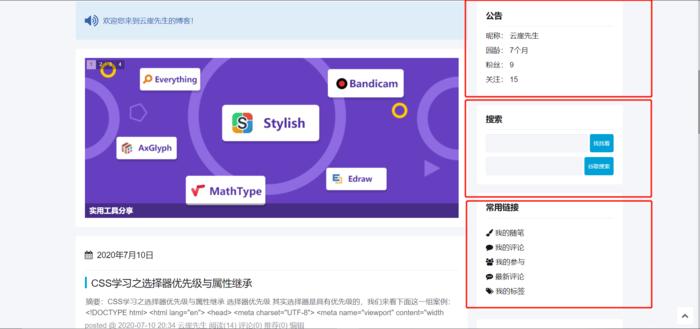 欢迎您来到云崖先生的博客!
1 2 3 4
Everything
Bandicam
Stylish
AxGlyph
MathType
Edraw
实用工具分享
2020年7月10日
CSS学习之选择器优先级与属性继承
摘要: CSS学习之选择器优先级与属性继承 选择器优先级 其实选择器是具有优先级的, 我们来看下面这一组案例:
<!DOCTYPE html> <html lang="en"> <head> <meta charset="UTF-8"> <meta name="viewport" content="width
posted @ 2020-07-10 20:34 云崖先生 阅读(14) 评论(0) 推荐(0) 编辑
公告
昵称: 云崖先生
园龄: 7个月
粉丝: 9
关注: 15
搜索
找找看
谷歌搜索
常用链接
我的随笔
我的评论
我的参与
最新评论
我的标签